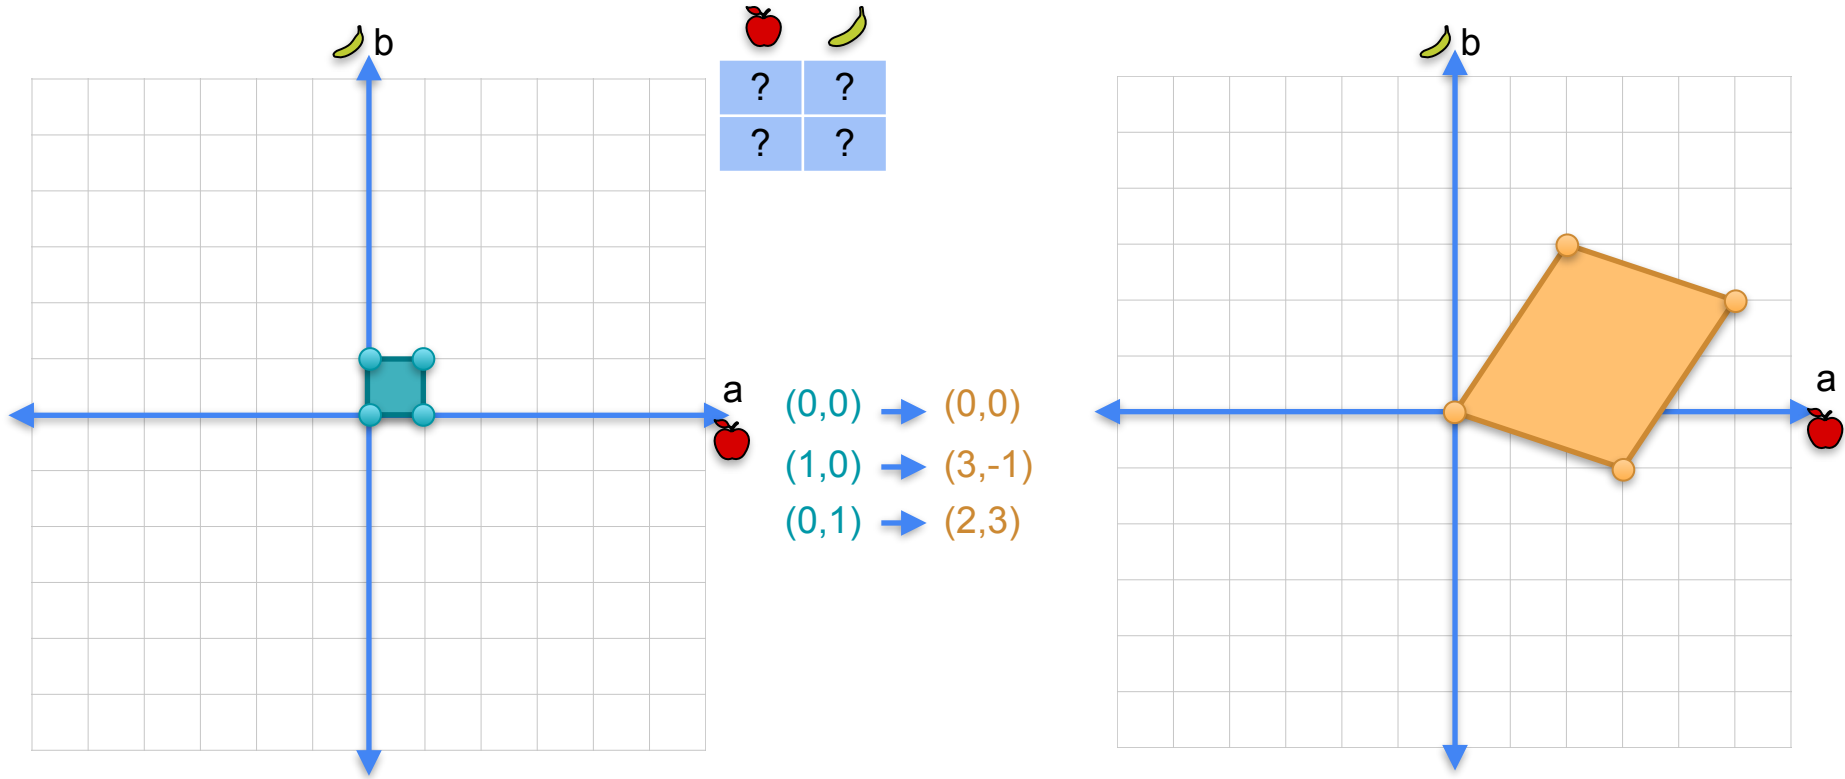 b
b
? ?
? ?
a
a
(0,0) (0,0)
(1,0) (3,-1)
(0,1) (2,3)